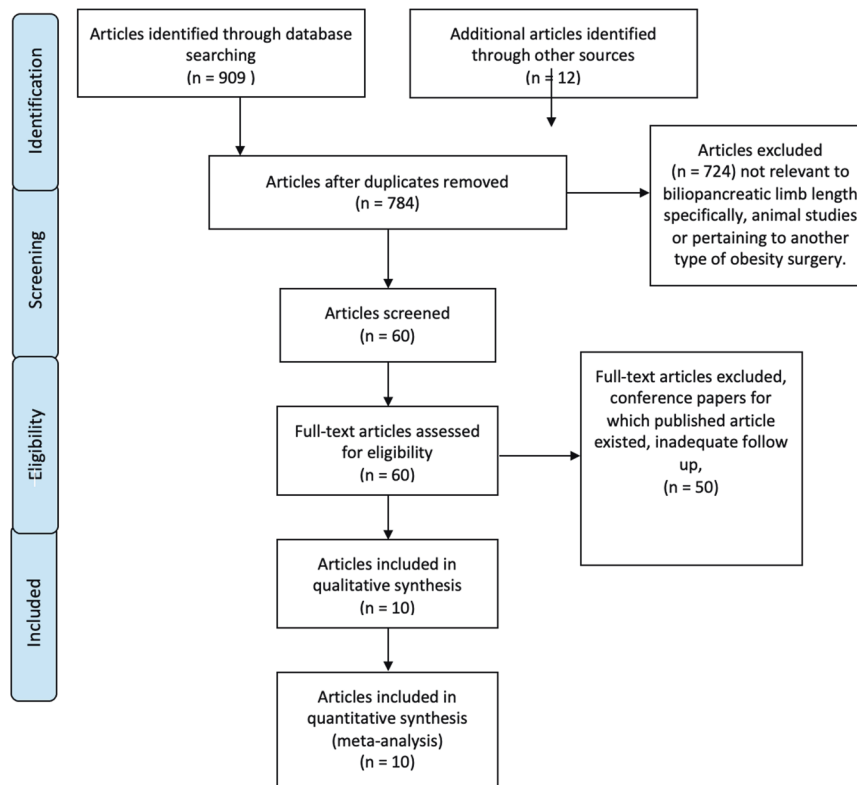 Identification
Articles identified through database
searching
(n = 909 )
Additional articles identified
through other sources
(n = 12)
Articles after duplicates removed
(n = 784)
Articles excluded
(n = 724) not relevant to
biliopancreatic limb length
specifically, animal studies
or pertaining to another
type of obesity surgery.
Screening
Articles screened
(n = 60)
Eligibility
Full-text articles assessed
for eligibility
(n = 60)
Full-text articles excluded,
conference papers for
which published article
existed, inadequate follow
up,
(n = 50)
Included
Articles included in
qualitative synthesis
(n = 10)
Articles included in
quantitative synthesis
(meta-analysis)
(n = 10)